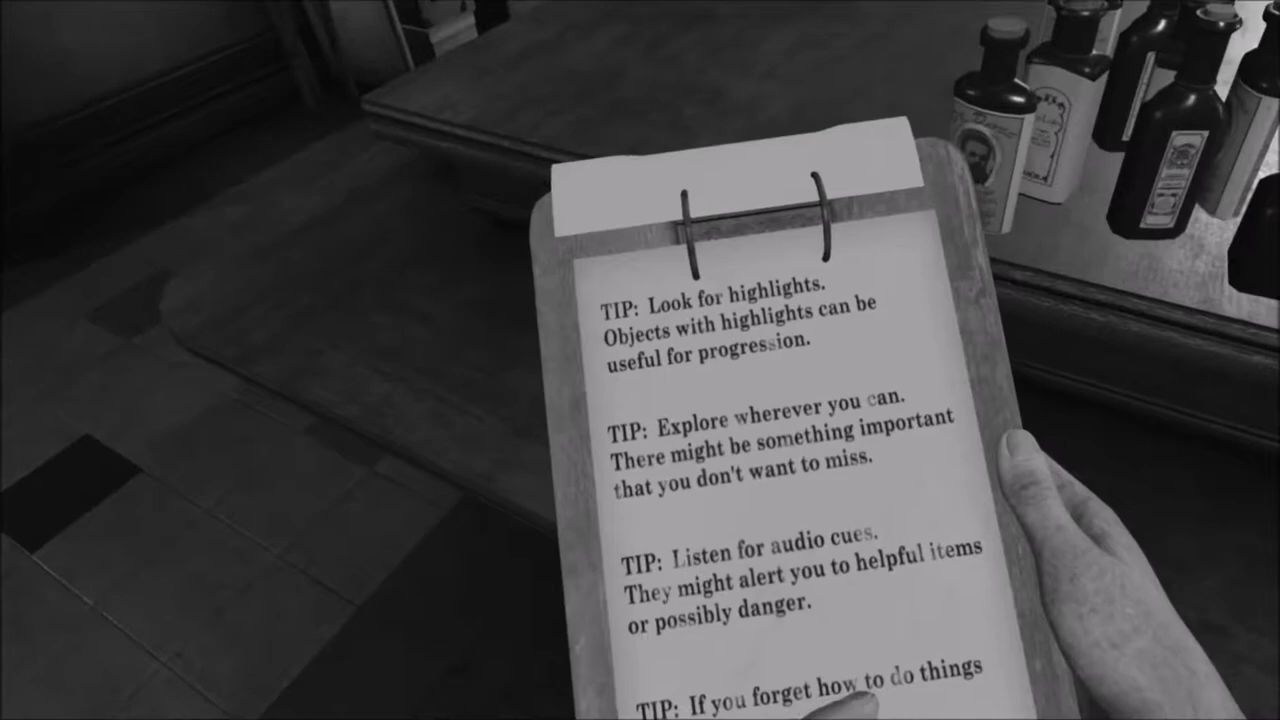 TIP: Look for highlights.
Objects with highlights can be
useful for progression.
TIP: Explore wherever you can.
There might be something important
that you don't want to miss.
TIP: Listen for audio cues.
They might alert you to helpful items
or possibly danger.
TIP: If you forget how to do things